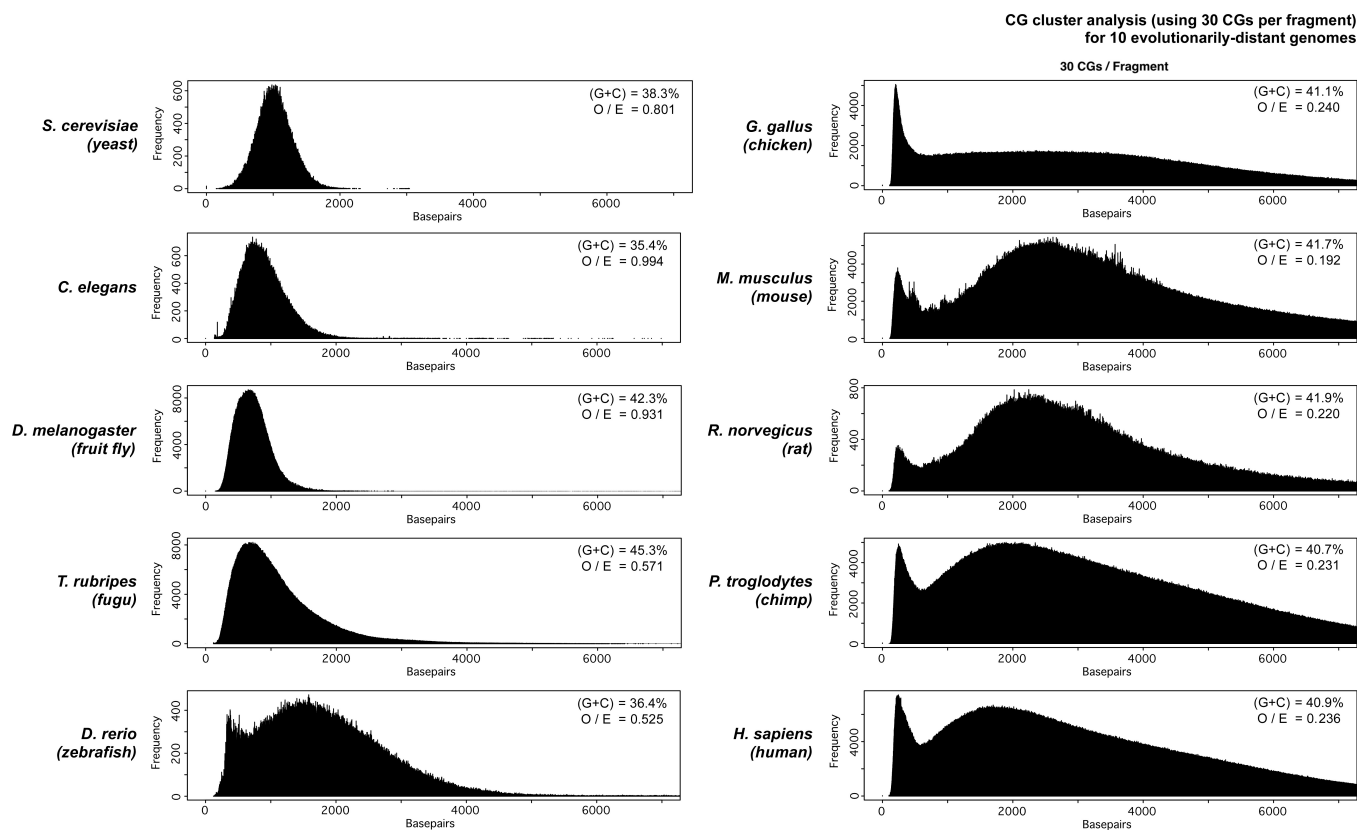 CG cluster analysis (using 30 CGs per fragment)
for 10 evolutionarily-distant genomes
30 CGs / Fragment
S. cerevisiae
(yeast)
Frequency
0 200 400 600
(G+C) = 38.3%
O / E = 0.801
0 2000 4000 6000
Basepairs
C. elegans
Frequency
0 200 400 600
(G+C) = 35.4%
O / E = 0.994
0 2000 4000 6000
Basepairs
D. melanogaster
(fruit fly)
Frequency
0 4000 8000
(G+C) = 42.3%
O / E = 0.931
0 2000 4000 6000
Basepairs
T. rubripes
(fugu)
Frequency
0 4000 8000
(G+C) = 45.3%
O / E = 0.571
0 2000 4000 6000
Basepairs
D. rerio
(zebrafish)
Frequency
0 200 400
(G+C) = 36.4%
O / E = 0.525
0 2000 4000 6000
Basepairs
G. gallus
(chicken)
Frequency
0 2000 4000
(G+C) = 41.1%
O / E = 0.240
0 2000 4000 6000
Basepairs
M. musculus
(mouse)
Frequency
0 2000 4000
(G+C) = 41.7%
O / E = 0.192
0 2000 4000 6000
Basepairs
R. norvegicus
(rat)
Frequency
0 400 800
(G+C) = 41.9%
O / E = 0.220
0 2000 4000 6000
Basepairs
P. troglodytes
(chimp)
Frequency
0 2000 4000
(G+C) = 40.7%
O / E = 0.231
0 2000 4000 6000
Basepairs
H. sapiens
(human)
Frequency
0 4000
(G+C) = 40.9%
O / E = 0.236
0 2000 4000 6000
Basepairs